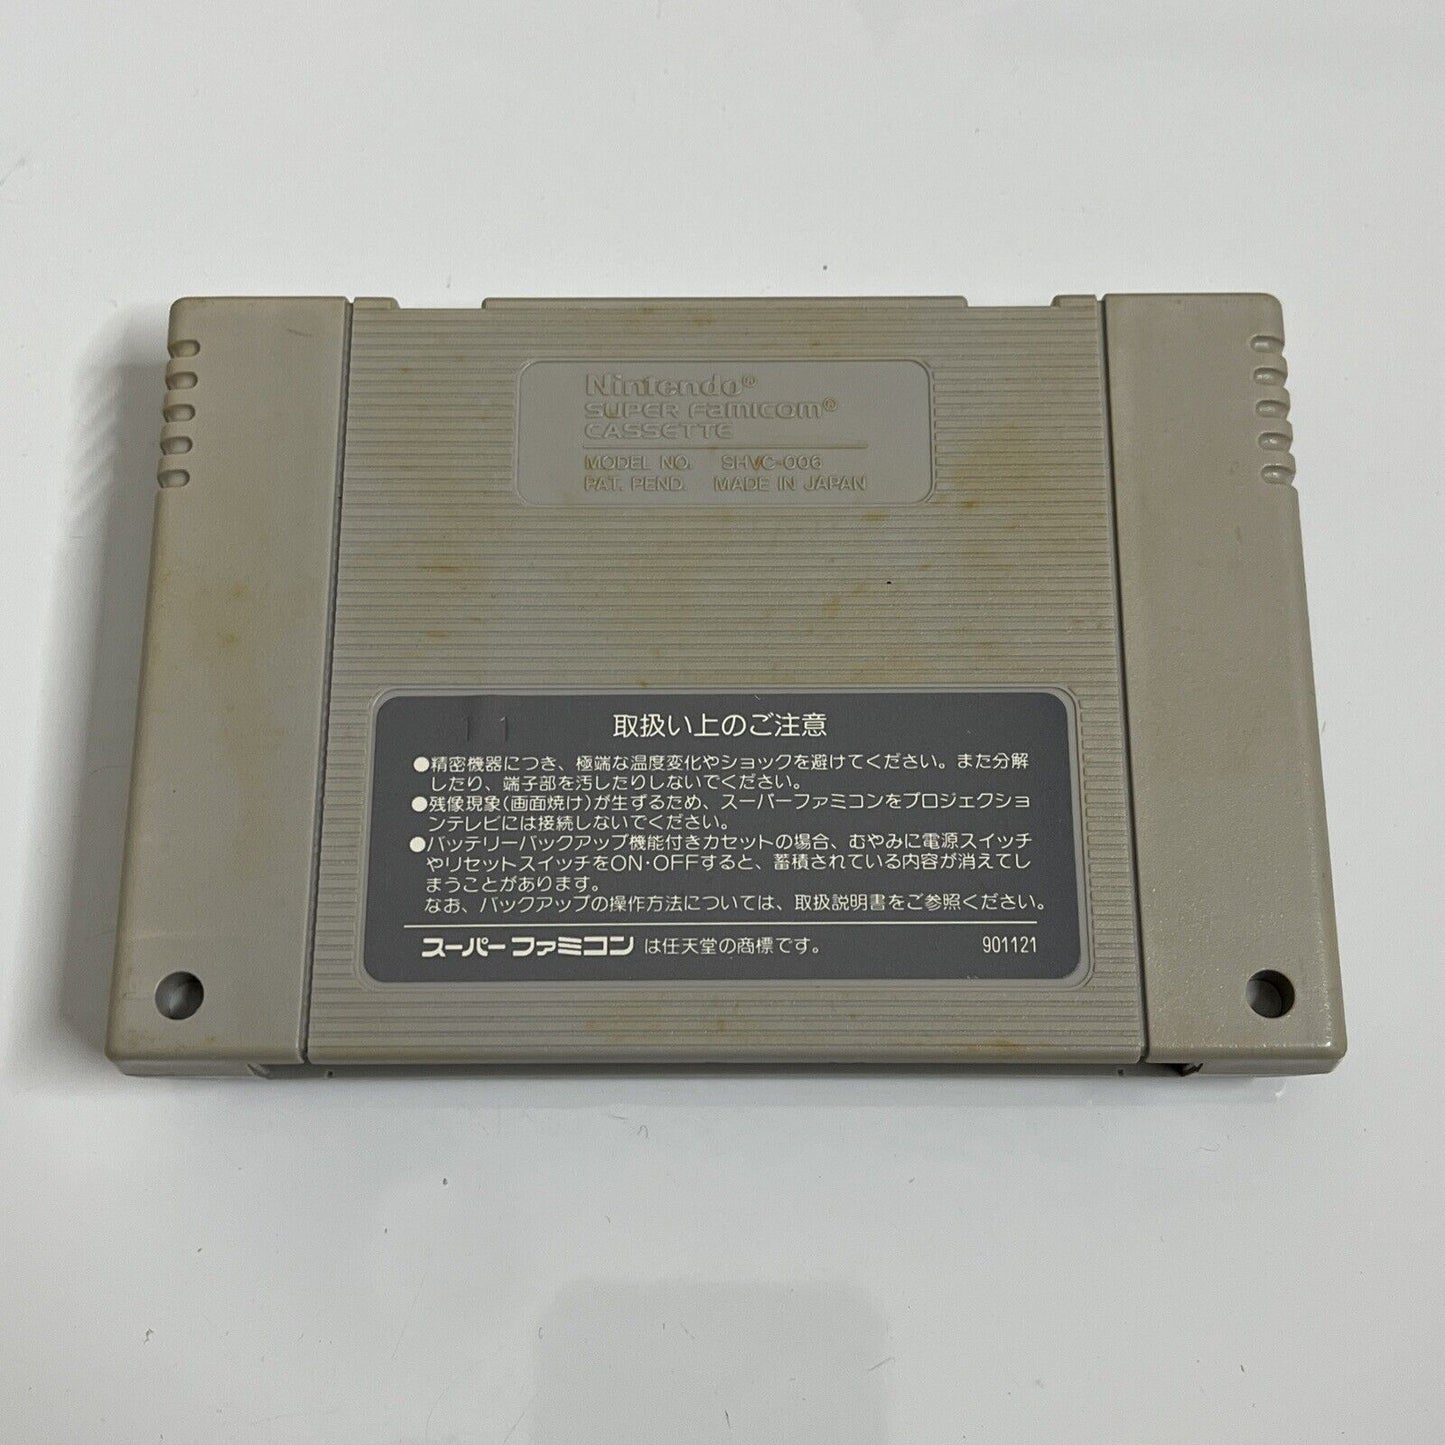 Nintendo®
SUPER Famicom®
CASSETTE
MODEL NO. SHVC-006
PAT. PEND. MADE IN JAPAN
11
取扱い上のご注意
●精密機器につき、極端な温度変化やショックを避けてください。また分解
したり、端子部を汚したりしないでください。
●残像現象(画面焼け)が生ずるため、スーパーファミコンをプロジェクショ
ンテレビには接続しないでください。
●バッテリーバックアップ機能付きカセットの場合、むやみに電源スイッチ
やリセットスイッチをON・OFFすると、蓄積されている内容が消えてし
まうことがあります。
なお、バックアップの操作方法については、取扱説明書をご参照ください。
スーパーファミコン は任天堂の商標です。 901121